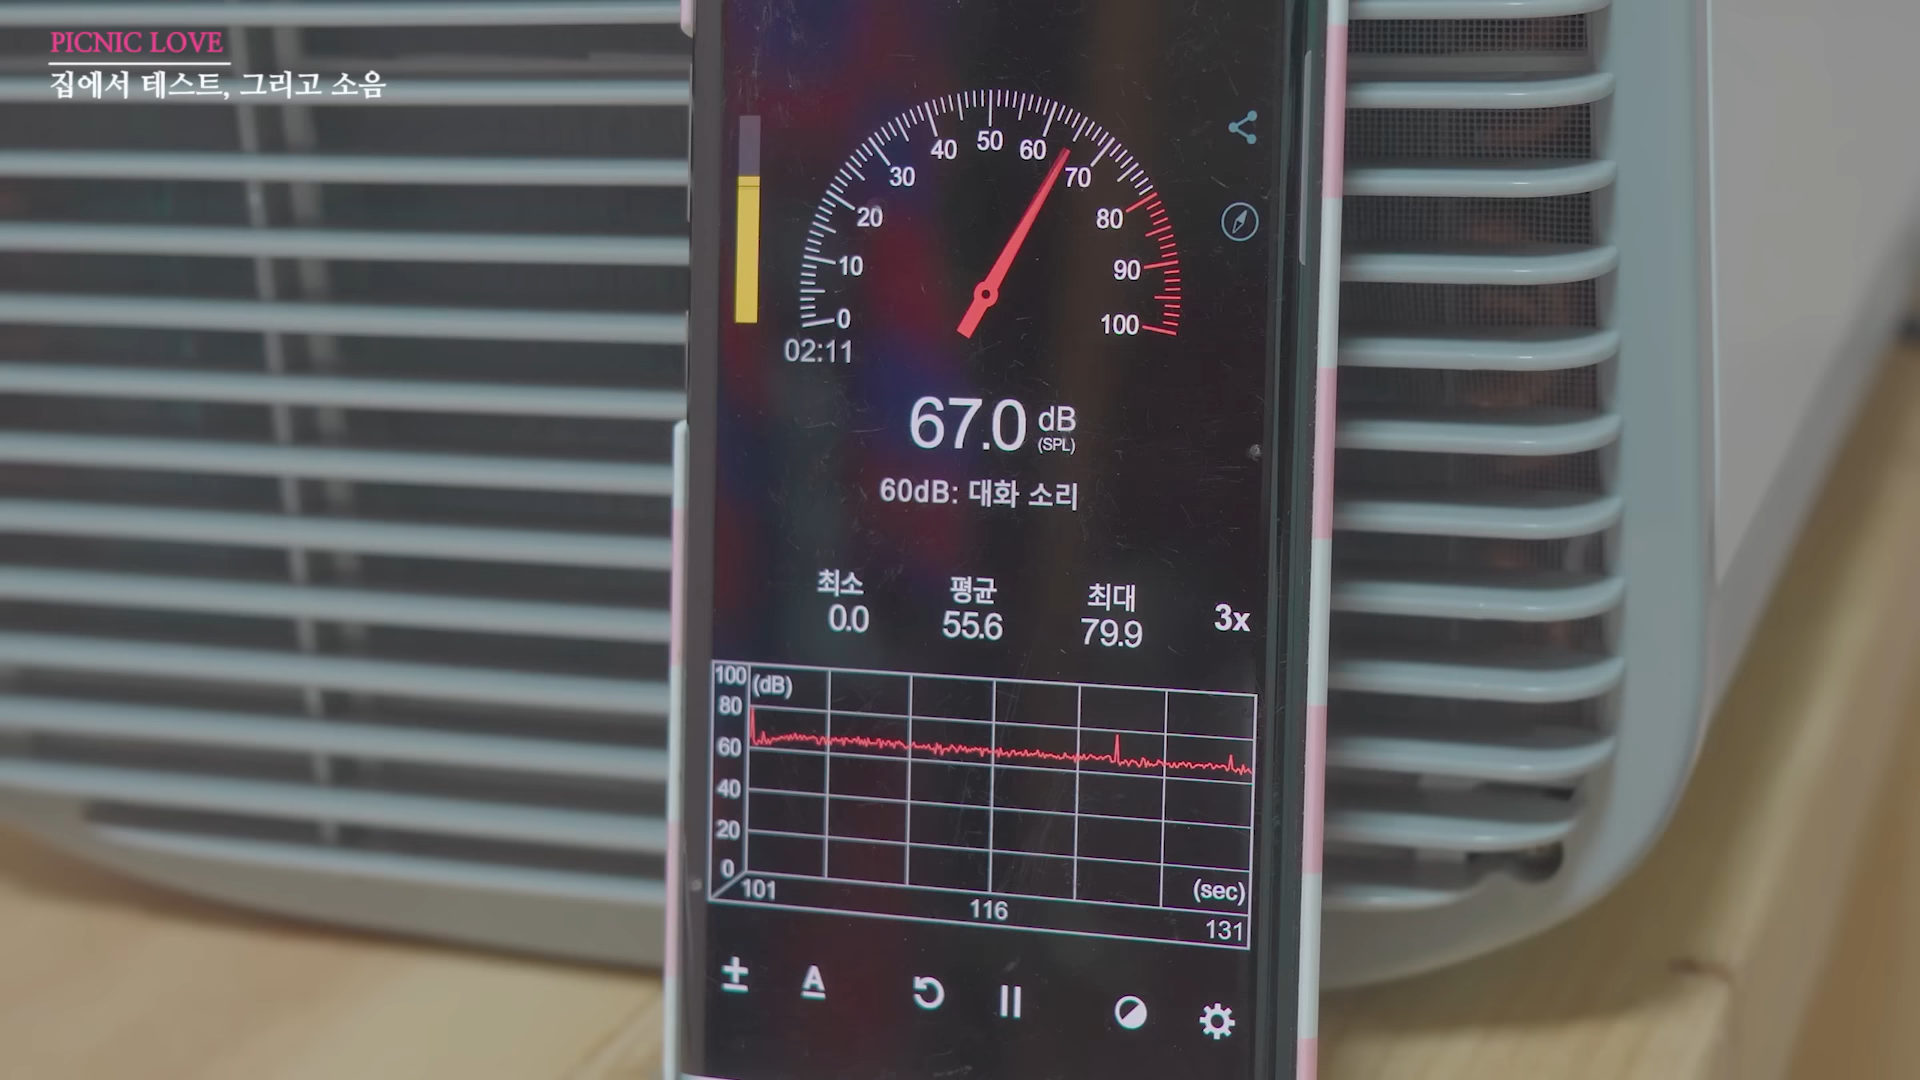 PICNIC LOVE
집에서 테스트, 그리고 소음
0 10 20 30 40 50 60 70 80 90 100
02:11
67.0 dB
(SPL)
60dB: 대화 소리
최소 평균 최대
0.0 55.6 79.9 3x
100 (dB)
80
60
40
20
0
(sec)
101 116 131
A